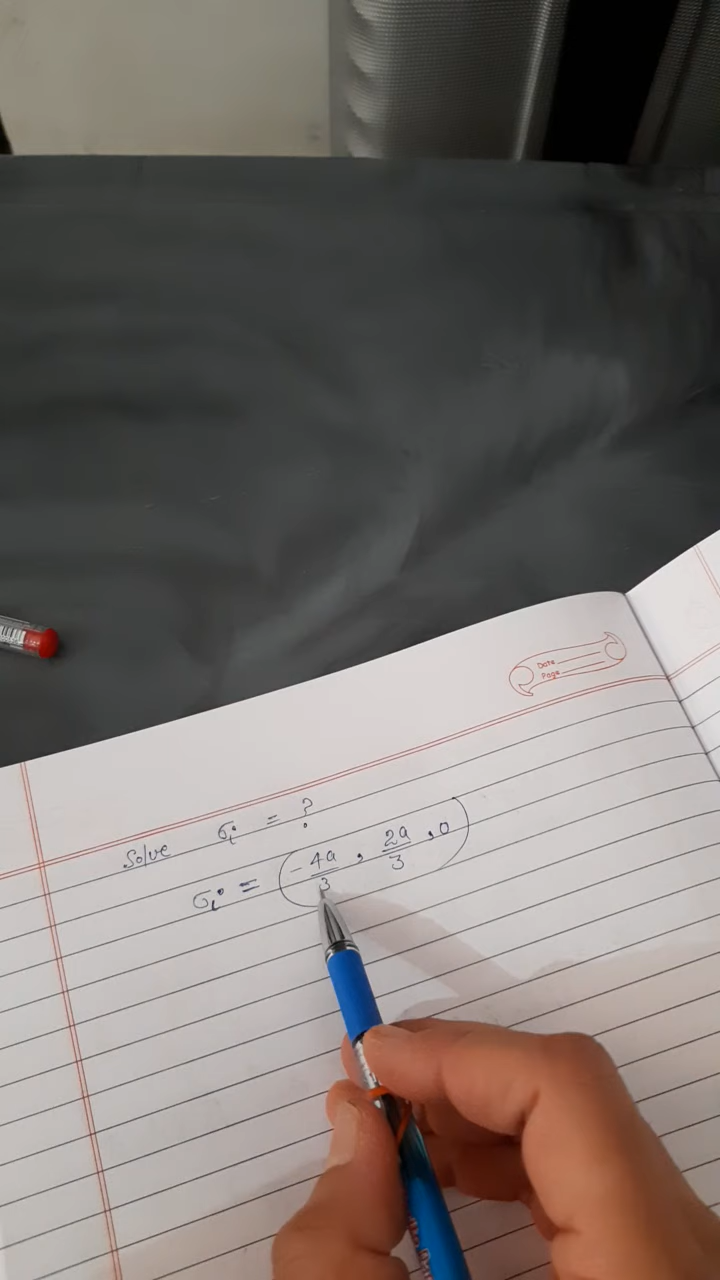 Date
Page
Solve σᵢ = ?
σᵢ = (-4a/3, 2a/3, 0)